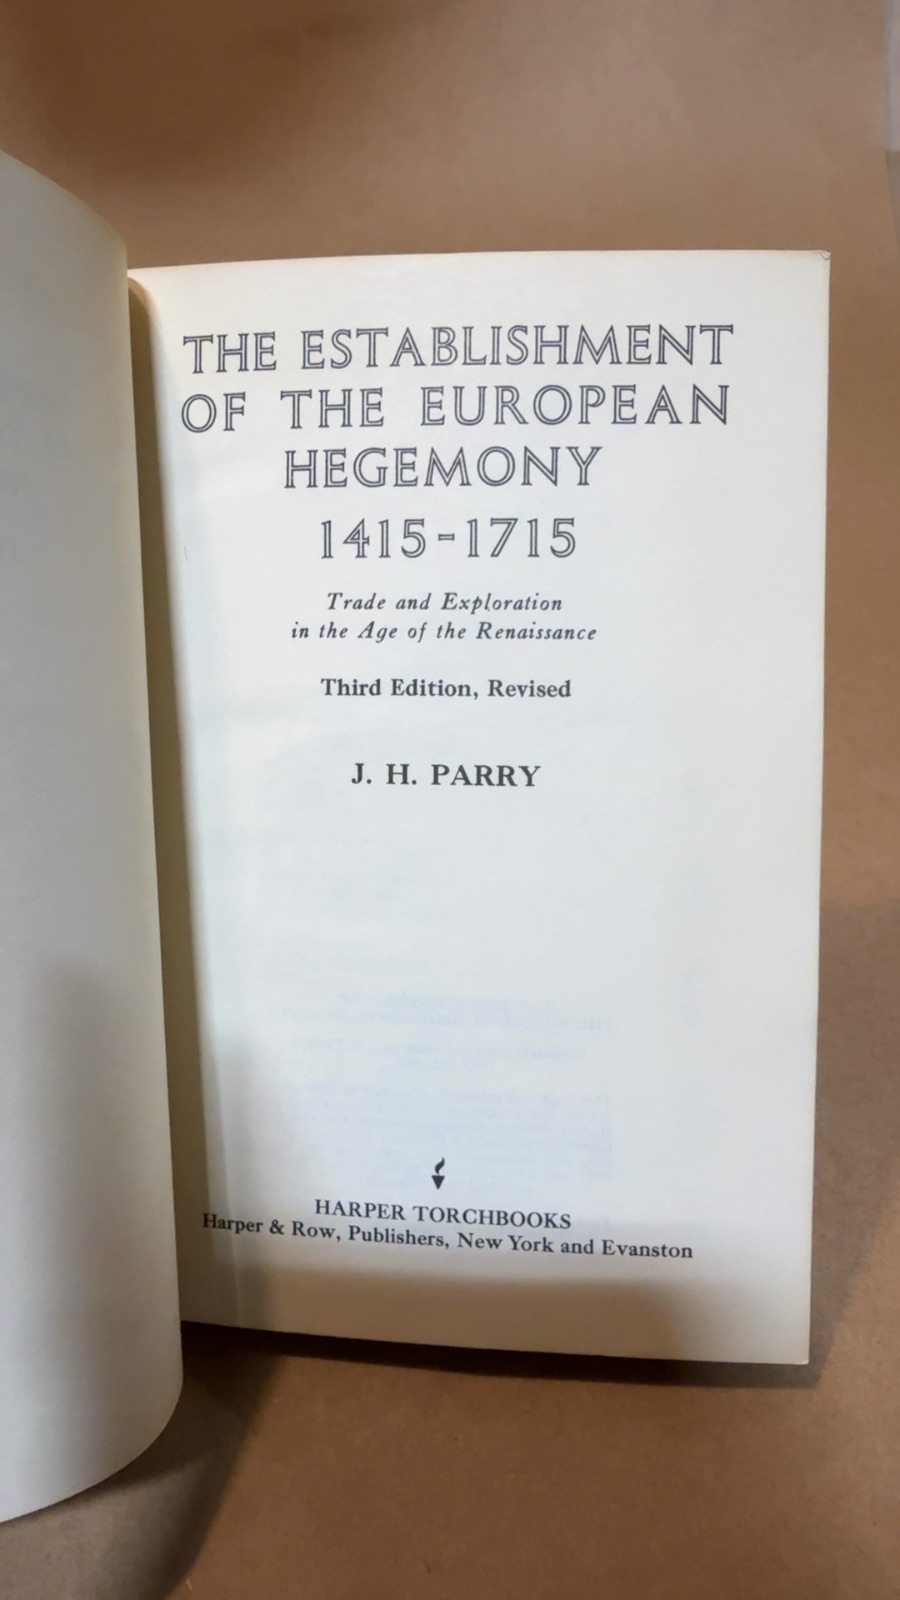 THE ESTABLISHMENT
OF THE EUROPEAN
HEGEMONY
1415-1715
Trade and Exploration
in the Age of the Renaissance
Third Edition, Revised
J. H. PARRY
HARPER TORCHBOOKS
Harper & Row, Publishers, New York and Evanston